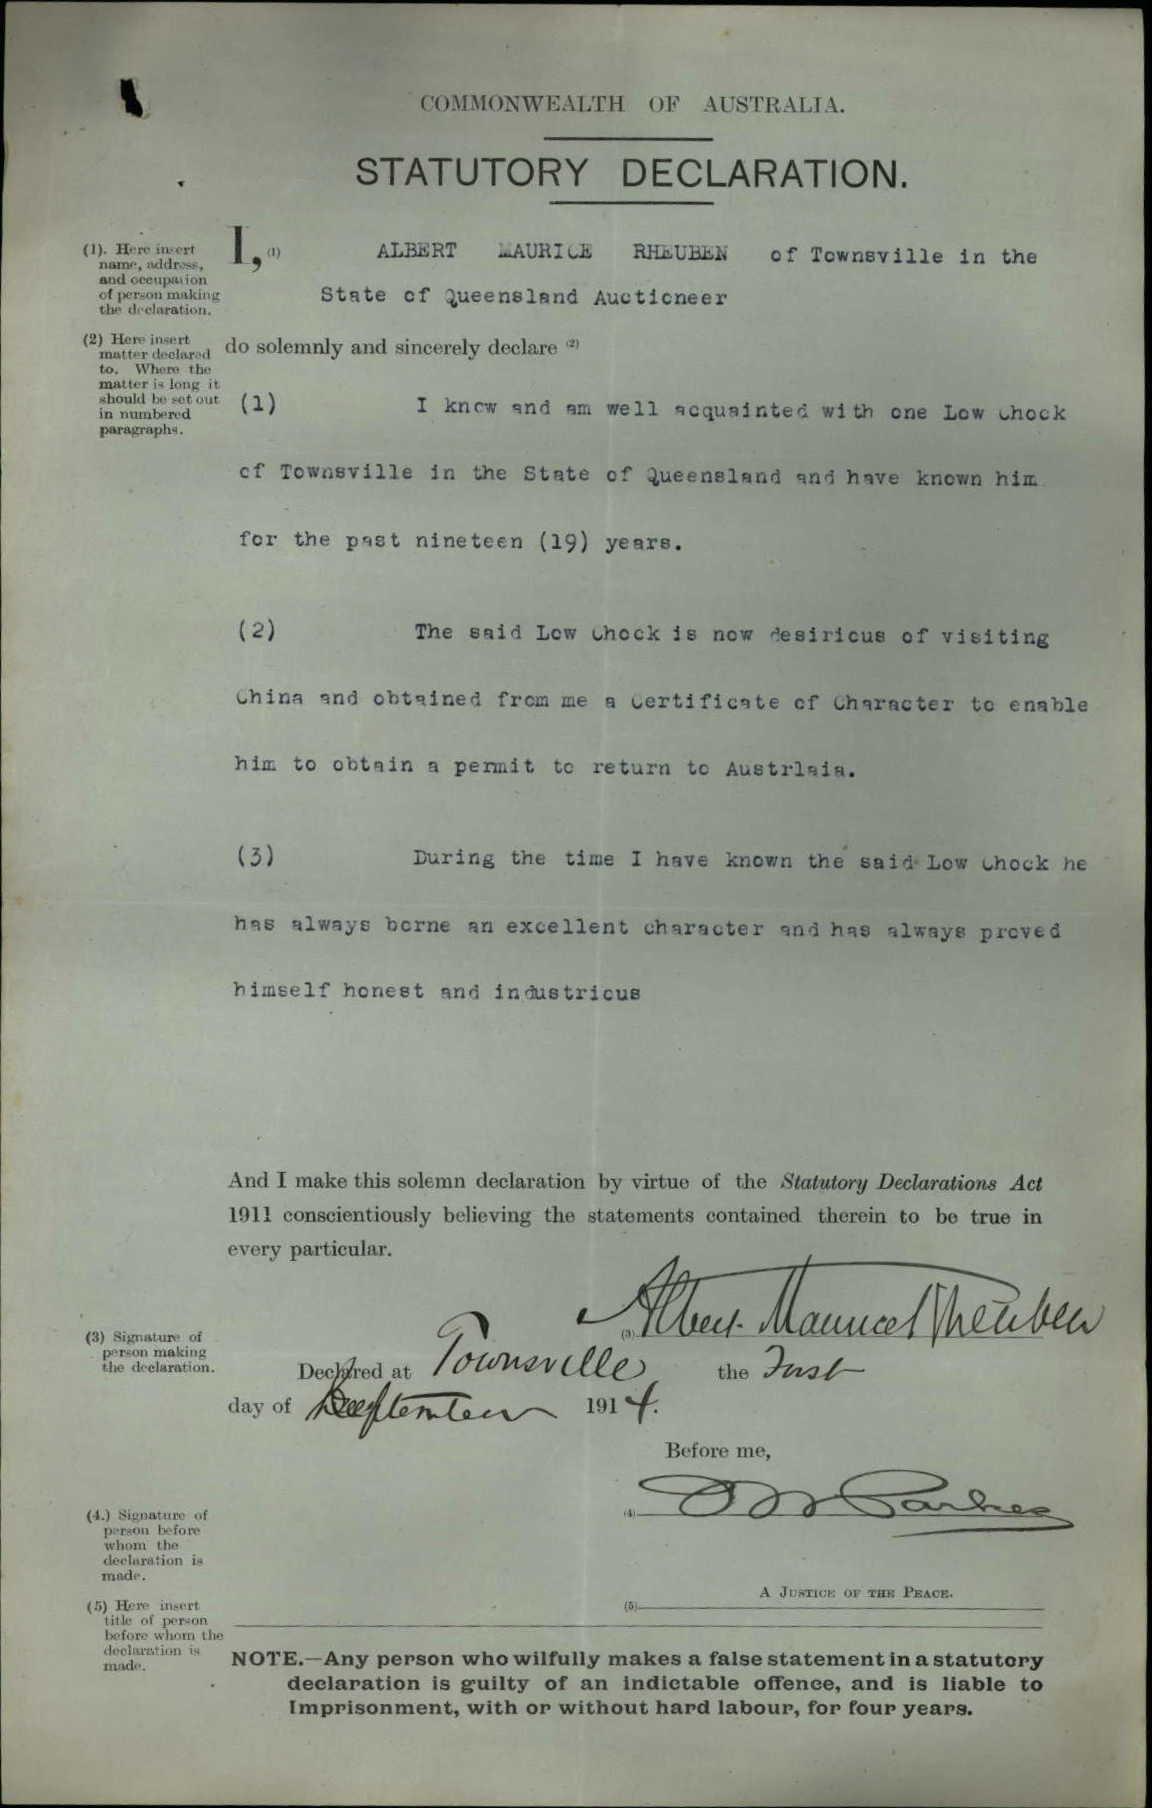 COMMONWEALTH OF AUSTRALIA.
STATUTORY DECLARATION.
(1). Here insert
name, address,
and occupation
of person making
the declaration.
I, (1) ALBERT MAURICE RHEUBEN of Townsville in the
State of Queensland Auctioneer
(2) Here insert
matter declared
to. Where the
matter is long it
should be set out
in numbered
paragraphs.
do solemnly and sincerely declare (2)
(1) I know and am well acquainted with one Low Chock
of Townsville in the State of Queensland and have known him
for the past nineteen (19) years.
(2) The said Low Chock is now desirious of visiting
China and obtained from me a Certificate of Character to enable
him to obtain a permit to return to Austrlaia.
(3) During the time I have known the said Low Chock he
has always borne an excellent character and has always proved
himself honest and industrious
And I make this solemn declaration by virtue of the Statutory Declarations Act
1911 conscientiously believing the statements contained therein to be true in
every particular.
(3) Signature of
person making
the declaration.
(3) Albert Maurice Rheuben
Declared at Townsville the First
day of September 1914.
Before me,
(4.) Signature of
person before
whom the
declaration is
made.
(4) Parkes
A JUSTICE OF THE PEACE.
(5) Here insert
title of person
before whom the
declaration is
made.
(5)
NOTE.—Any person who wilfully makes a false statement in a statutory
declaration is guilty of an indictable offence, and is liable to
Imprisonment, with or without hard labour, for four years.